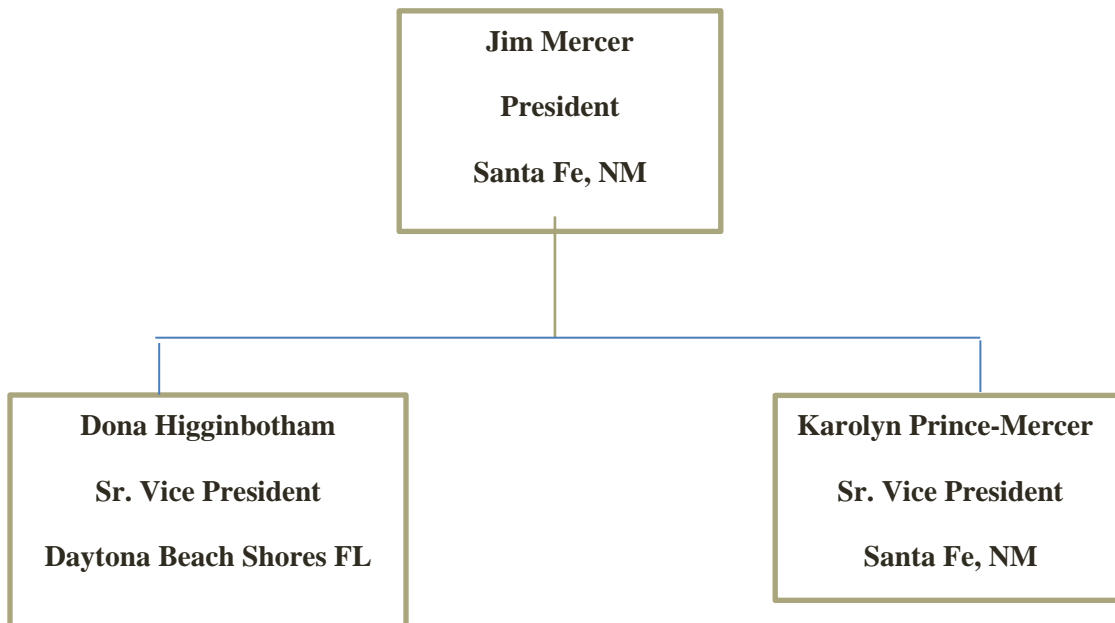 Jim Mercer
President
Santa Fe, NM
Dona Higginbotham
Sr. Vice President
Daytona Beach Shores FL
Karolyn Prince-Mercer
Sr. Vice President
Santa Fe, NM